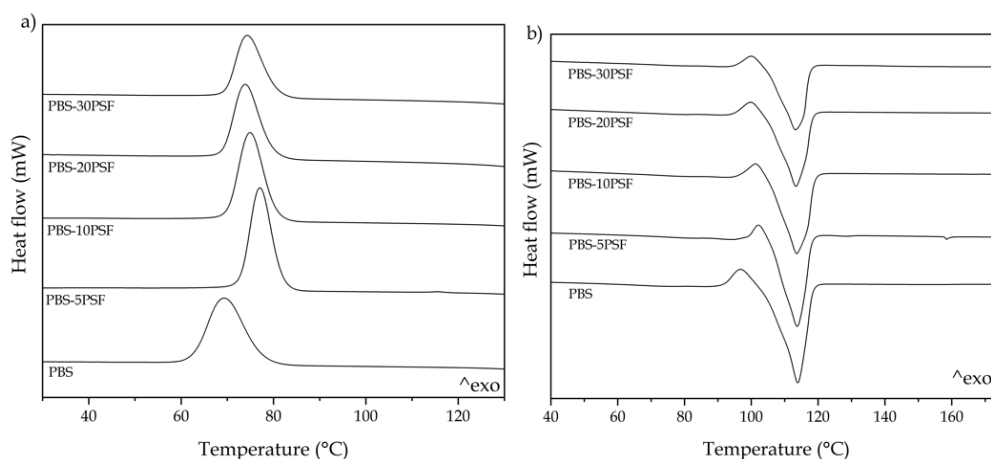 a)
PBS-30PSF
PBS-20PSF
PBS-10PSF
PBS-5PSF
PBS
^exo
Heat flow (mW)
40 60 80 100 120
Temperature (°C)
b)
PBS-30PSF
PBS-20PSF
PBS-10PSF
PBS-5PSF
PBS
^exo
Heat flow (mW)
40 60 80 100 120 140 160
Temperature (°C)